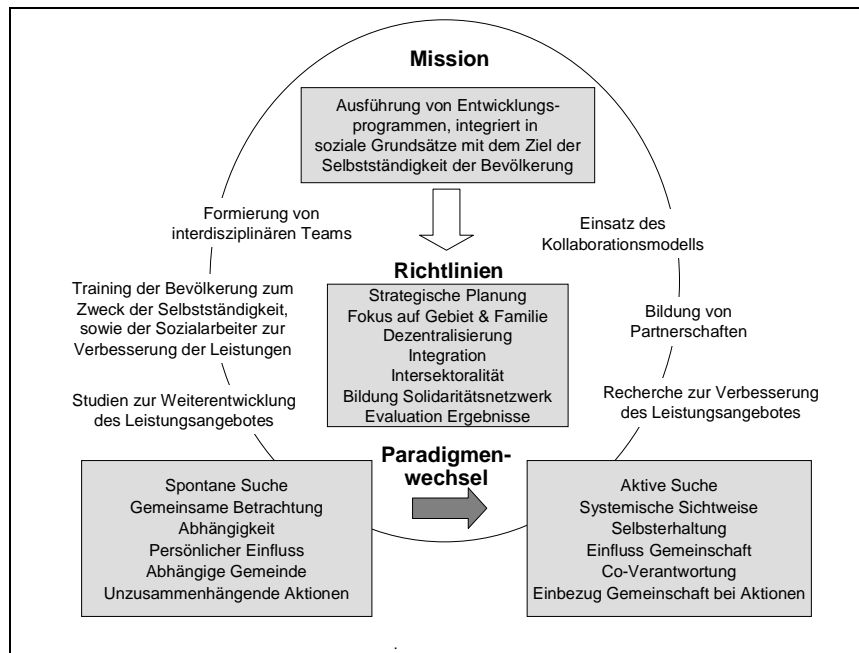 Mission
Ausführung von Entwicklungs-
programmen, integriert in
soziale Grundsätze mit dem Ziel der
Selbstständigkeit der Bevölkerung
Formierung von
interdisziplinären Teams
Training der Bevölkerung zum
Zweck der Selbstständigkeit,
sowie der Sozialarbeiter zur
Verbesserung der Leistungen
Studien zur Weiterentwicklung
des Leistungsangebotes
Richtlinien
Strategische Planung
Fokus auf Gebiet & Familie
Dezentralisierung
Integration
Intersektoralität
Bildung Solidaritätsnetzwerk
Evaluation Ergebnisse
Einsatz des
Kollaborationsmodells
Bildung von
Partnerschaften
Recherche zur Verbesserung
des Leistungsangebotes
Paradigmen-
wechsel
Spontane Suche
Gemeinsame Betrachtung
Abhängigkeit
Persönlicher Einfluss
Abhängige Gemeinde
Unzusammenhängende Aktionen
Aktive Suche
Systemische Sichtweise
Selbsterhaltung
Einfluss Gemeinschaft
Co-Verantwortung
Einbezug Gemeinschaft bei Aktionen